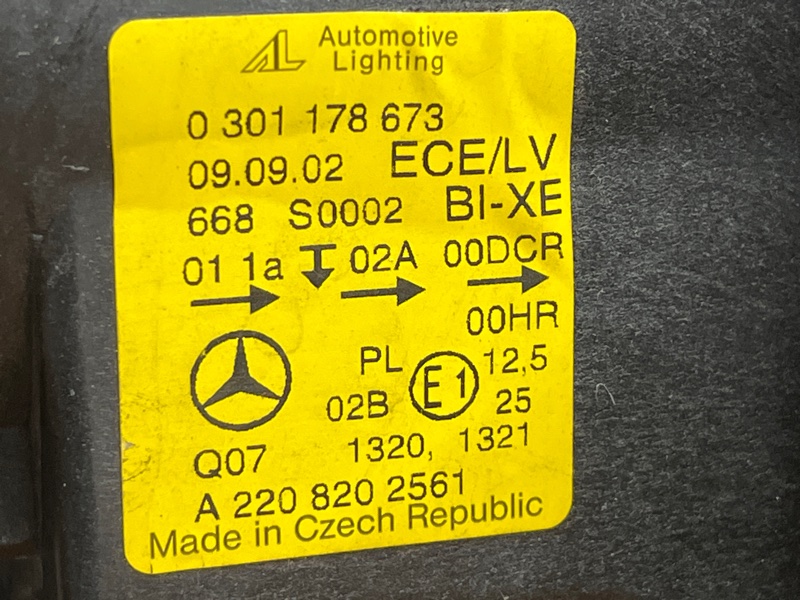 AL Automotive
Lighting
0 301 178 673
09.09.02 ECE/LV
668 S0002 BI-XE
01 1a 02A 00DCR
00HR
PL E1 12,5
02B 25
Q07 1320, 1321
A 220 820 2561
Made in Czech Republic